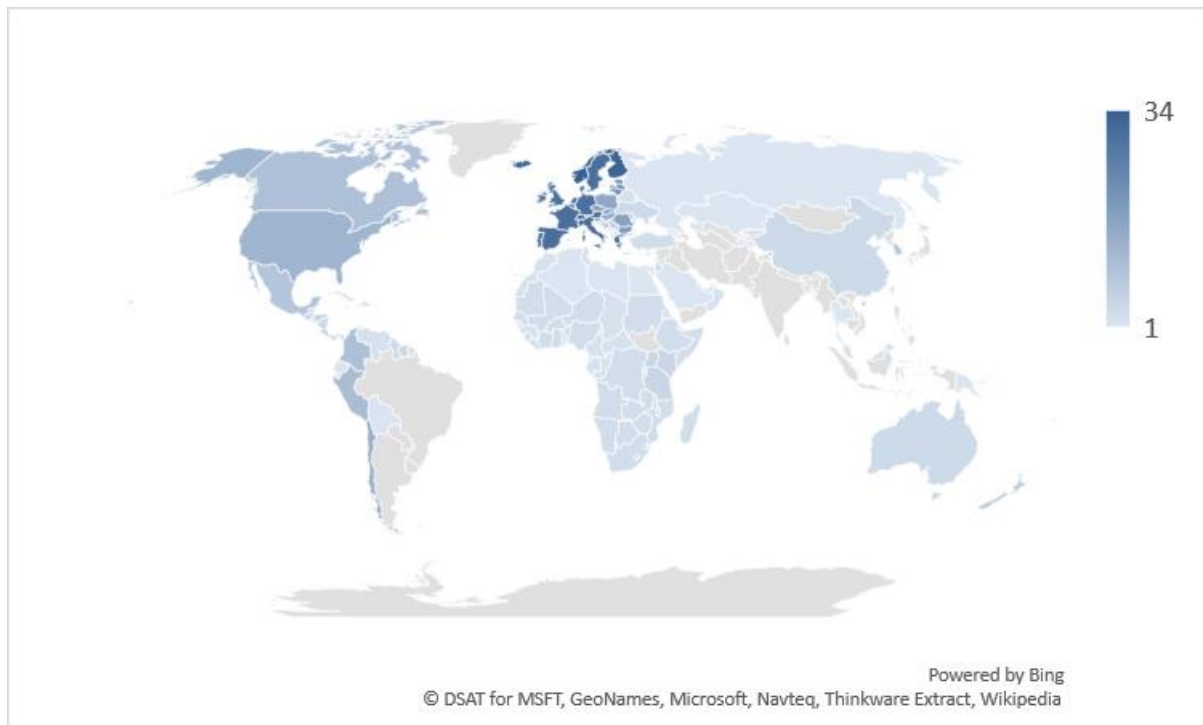 34
1
Powered by Bing
© DSAT for MSFT, GeoNames, Microsoft, Navteq, Thinkware Extract, Wikipedia